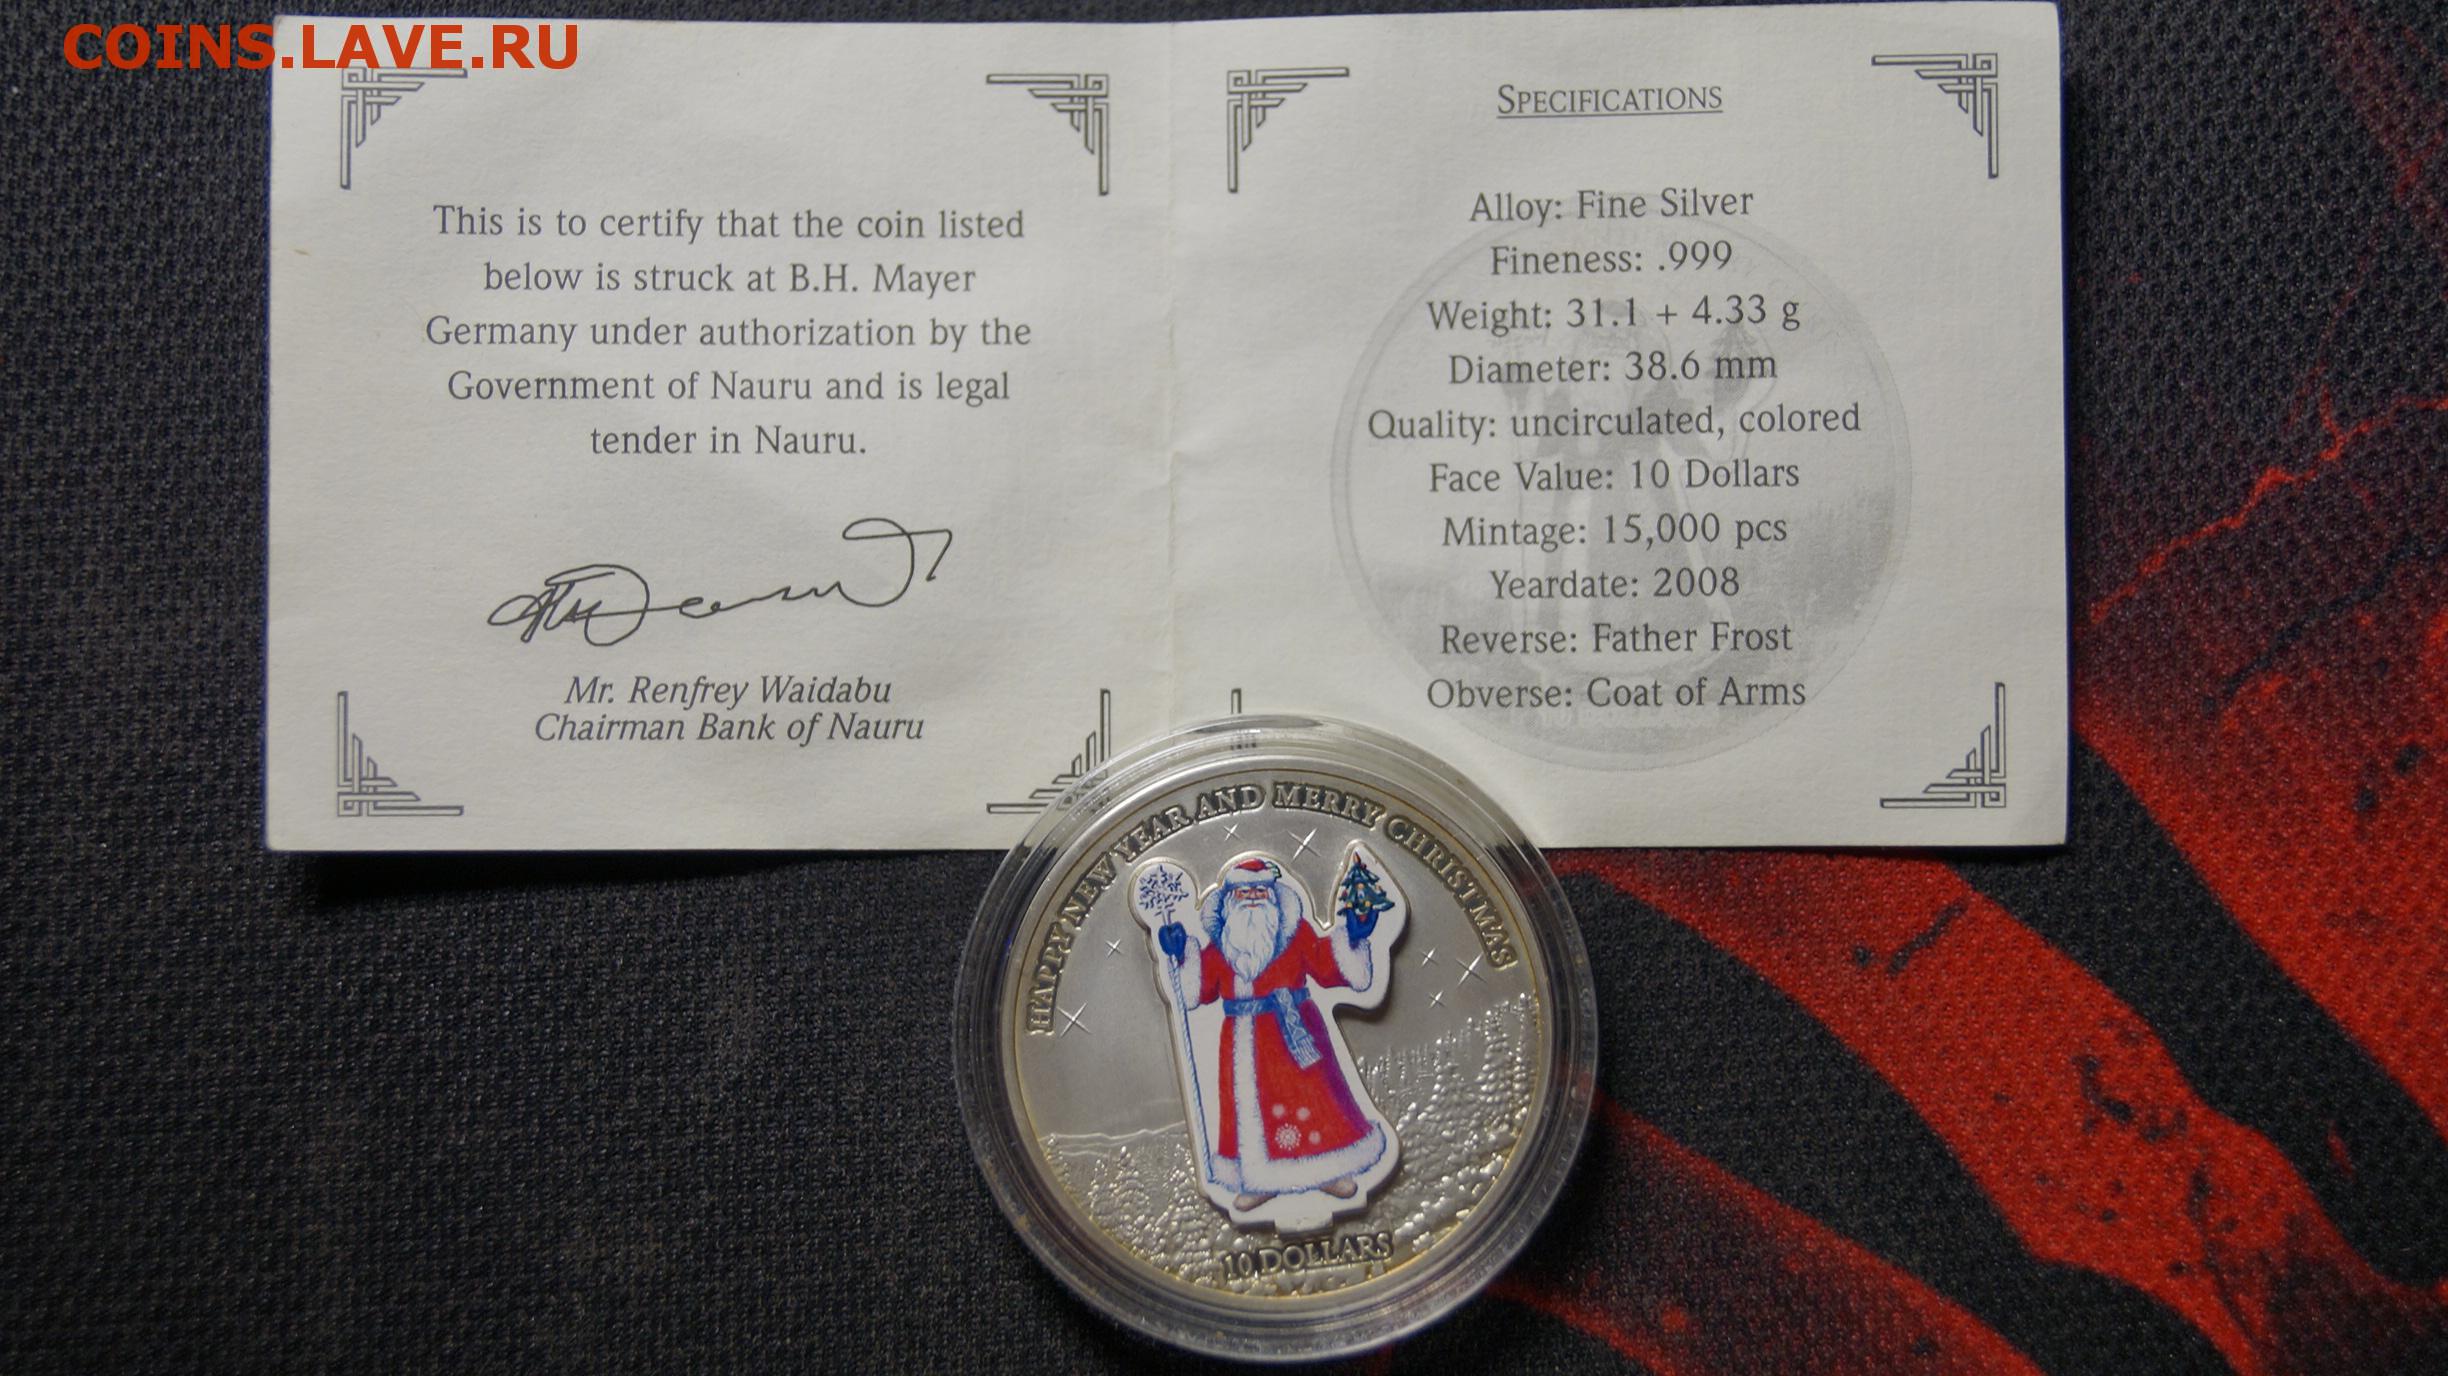 COINS.LAVE.RU
This is to certify that the coin listed
below is struck at B.H. Mayer
Germany under authorization by the
Government of Nauru and is legal
tender in Nauru.
Mr. Renfrey Waidabu
Chairman Bank of Nauru
SPECIFICATIONS
Alloy: Fine Silver
Fineness: .999
Weight: 31.1 + 4.33 g
Diameter: 38.6 mm
Quality: uncirculated, colored
Face Value: 10 Dollars
Mintage: 15,000 pcs
Yeardate: 2008
Reverse: Father Frost
Obverse: Coat of Arms
HAPPY NEW YEAR AND MERRY CHRISTMAS
10 DOLLARS